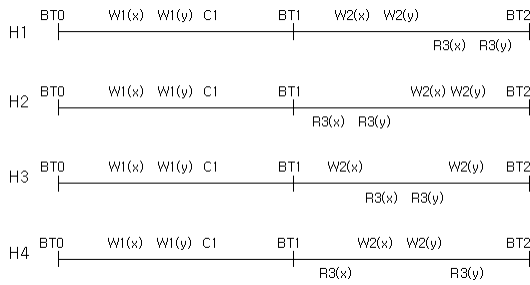 BT0 W1(x) W1(y) C1 BT1 W2(x) W2(y) BT2
H1
R3(x) R3(y)
BT0 W1(x) W1(y) C1 BT1 W2(x) W2(y) BT2
H2
R3(x) R3(y)
BT0 W1(x) W1(y) C1 BT1 W2(x) W2(y) BT2
H3
R3(x) R3(y)
BT0 W1(x) W1(y) C1 BT1 W2(x) W2(y) BT2
H4
R3(x) R3(y)